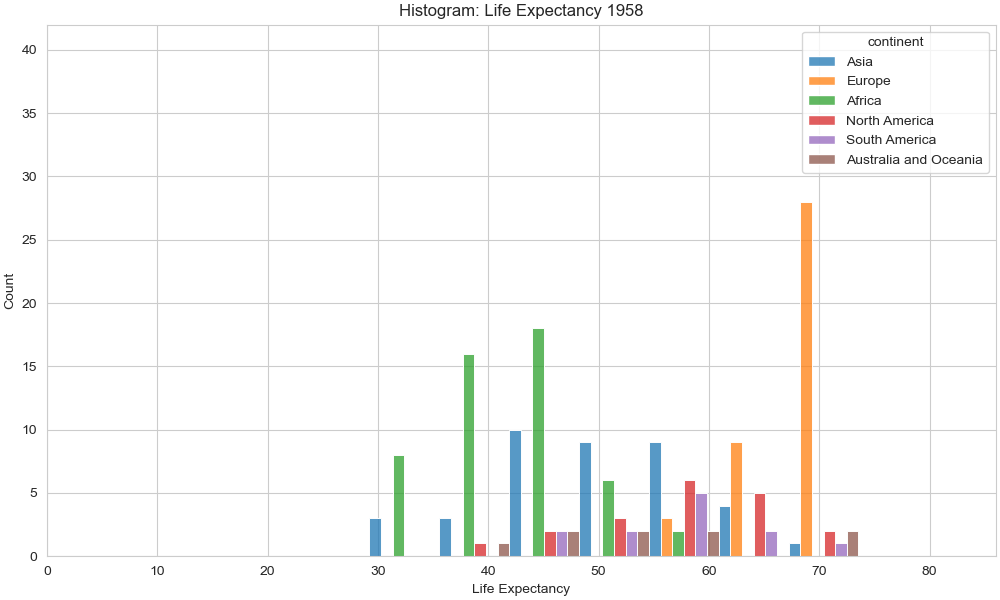 Histogram: Life Expectancy 1958
continent
Asia
Europe
Africa
North America
South America
Australia and Oceania
40
35
30
25
20
15
10
5
0
Count
0 10 20 30 40 50 60 70 80
Life Expectancy